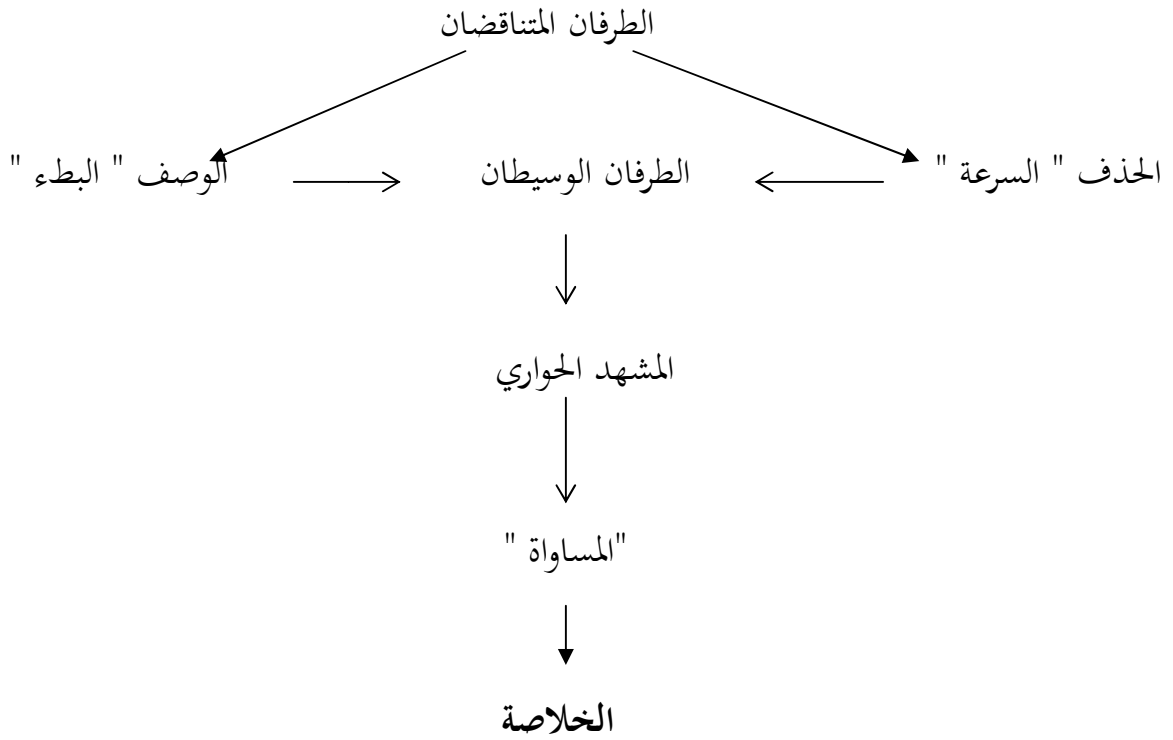 الطرفان المتناقضان
الحذف " السرعة "
الطرفان الوسيطان
الوصف " البطء "
المشهد الحواري
"المساواة "
الخلاصة